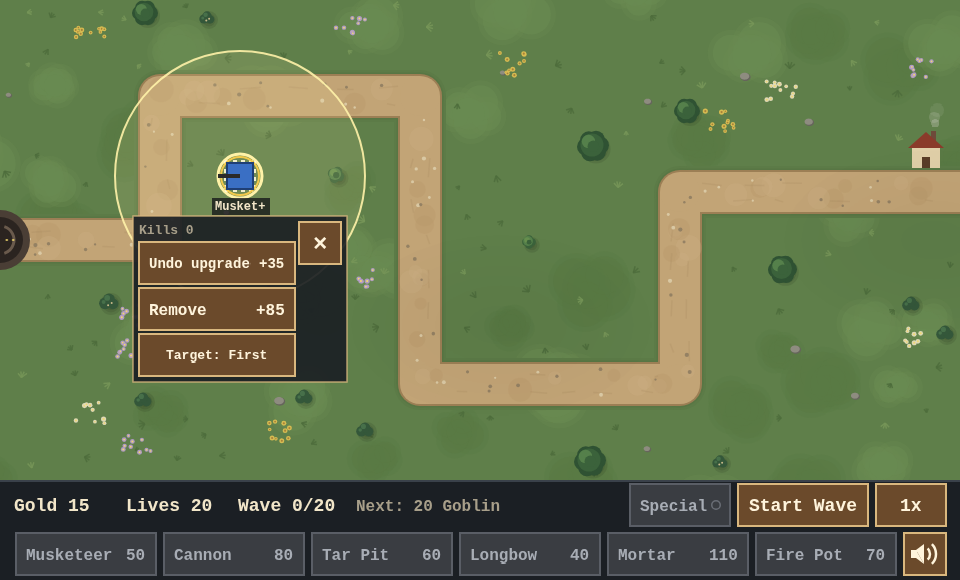 Musket+
Kills 0
×
Undo upgrade +35
Remove +85
Target: First
Gold 15 Lives 20 Wave 0/20 Next: 20 Goblin Special Start Wave 1x
Musketeer 50 Cannon 80 Tar Pit 60 Longbow 40 Mortar 110 Fire Pot 70